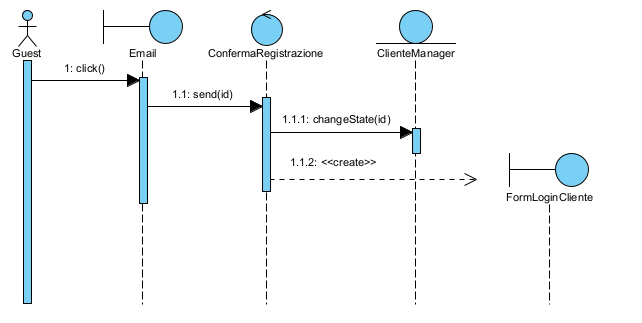 Guest
Email
ConfermaRegistrazione
ClienteManager
1: click()
1.1: send(id)
1.1.1: changeState(id)
1.1.2: <<create>>
FormLoginCliente